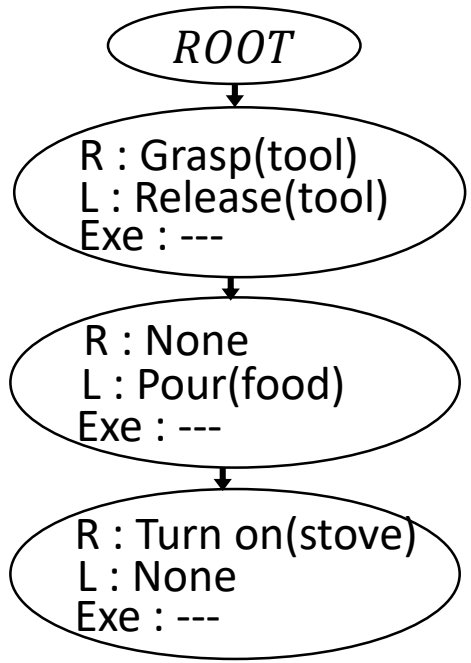 ROOT
R : Grasp(tool)
L : Release(tool)
Exe : ---
R : None
L : Pour(food)
Exe : ---
R : Turn on(stove)
L : None
Exe : ---